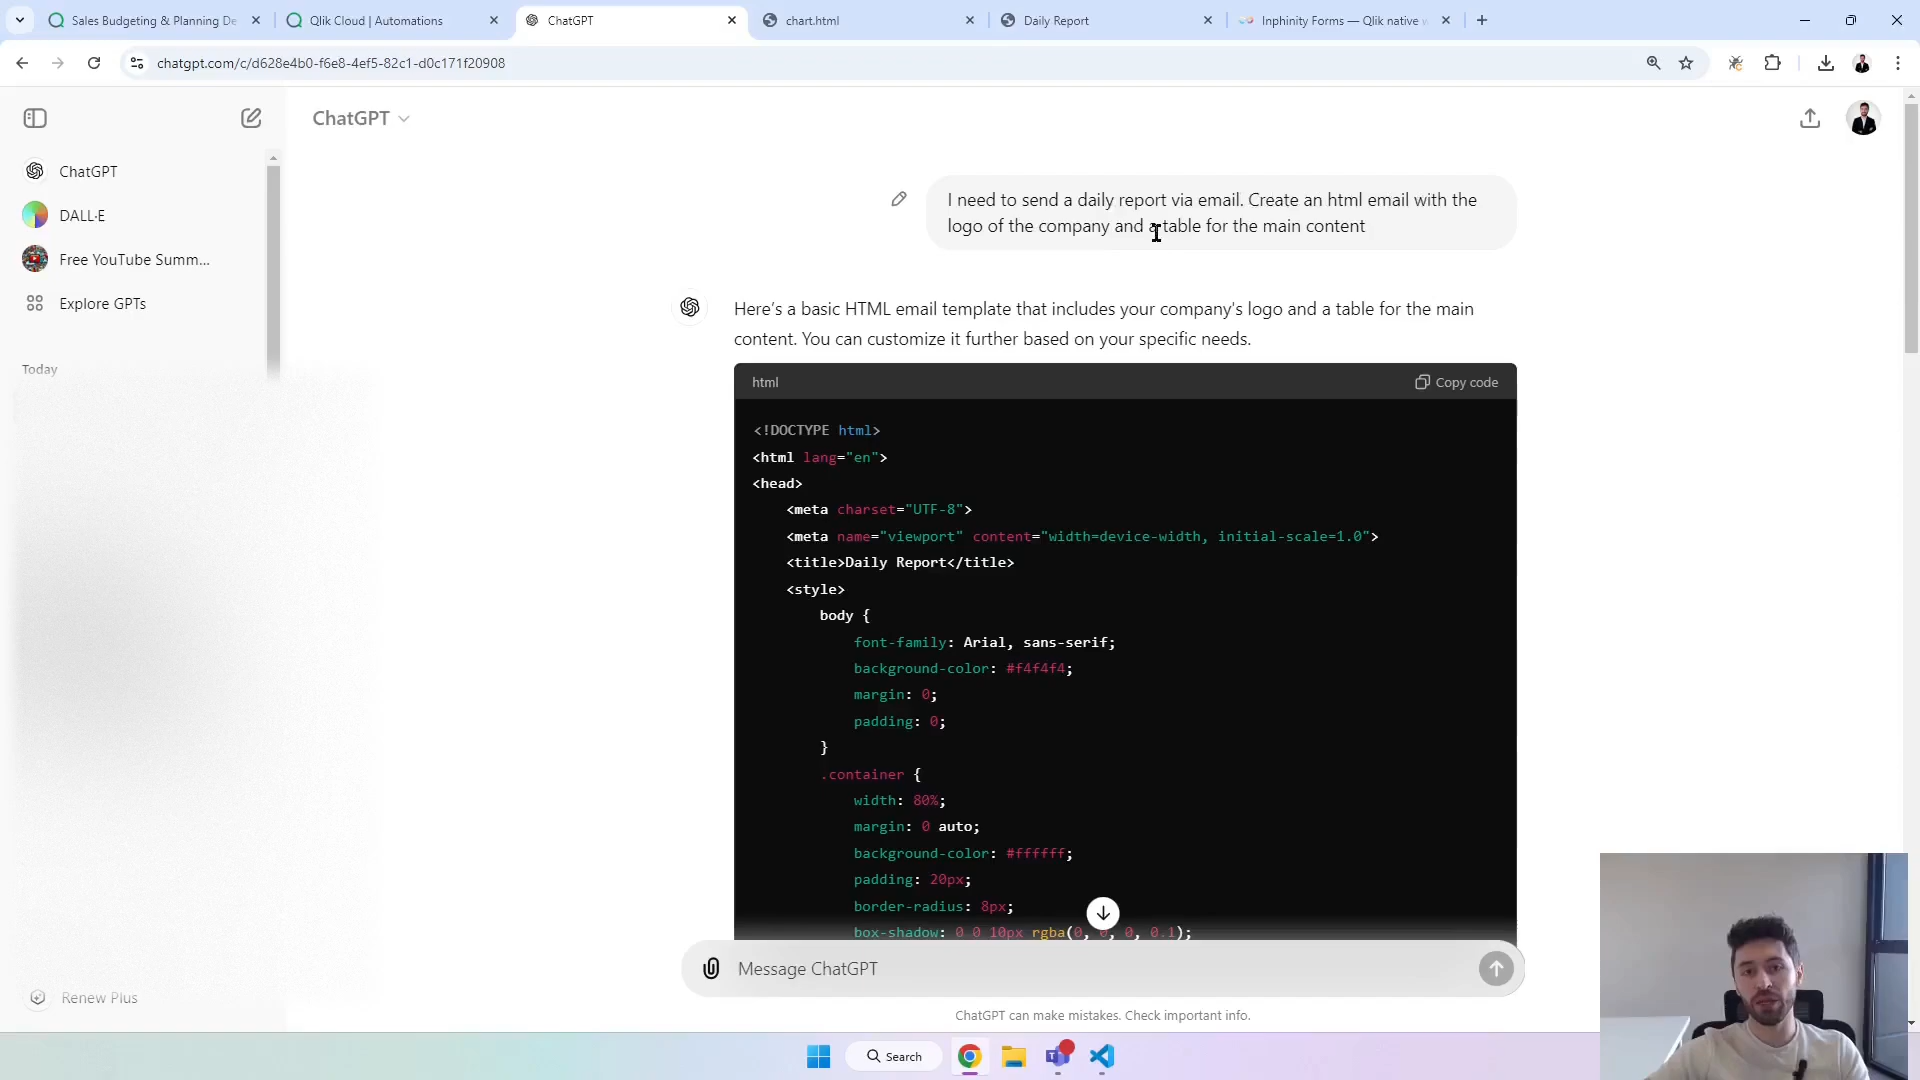 Sales Budgeting & Planning De
Qlik Cloud | Automations
ChatGPT
chart.html
Daily Report
Inphinity Forms — Qlik native
chatgpt.com/c/d628e4b0-f6e8-4ef5-82c1-d0c171f20908
ChatGPT
ChatGPT
DALL·E
Free YouTube Summ...
Explore GPTs
Today
Renew Plus
I need to send a daily report via email. Create an html email with the
logo of the company and a table for the main content
Here's a basic HTML email template that includes your company's logo and a table for the main
content. You can customize it further based on your specific needs.
html
Copy code
<!DOCTYPE html>
<html lang="en">
<head>
<meta charset="UTF-8">
<meta name="viewport" content="width=device-width, initial-scale=1.0">
<title>Daily Report</title>
<style>
body {
font-family: Arial, sans-serif;
background-color: #f4f4f4;
margin: 0;
padding: 0;
}
.container {
width: 80%;
margin: 0 auto;
background-color: #ffffff;
padding: 20px;
border-radius: 8px;
box-shadow: 0 0 10px rgba(0, 0, 0, 0.1);
Message ChatGPT
ChatGPT can make mistakes. Check important info.
Search